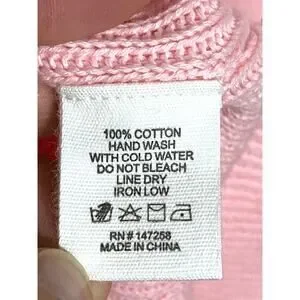 100% COTTON
HAND WASH
WITH COLD WATER
DO NOT BLEACH
LINE DRY
IRON LOW
RN# 147258
MADE IN CHINA